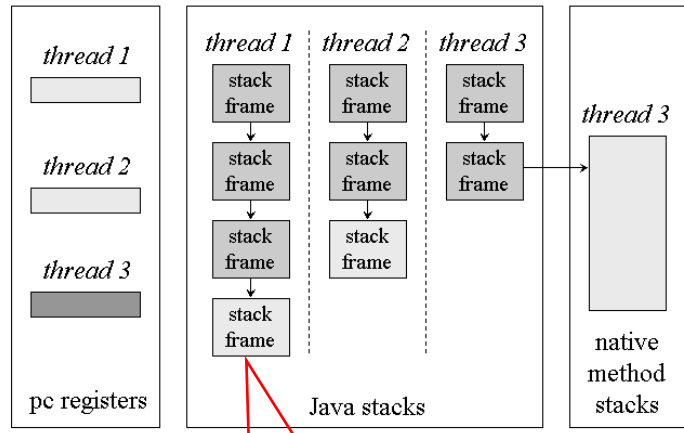 thread 1
thread 2
thread 3
pc registers
thread 1 thread 2 thread 3
stack
frame
stack
frame
stack
frame
stack
frame
stack
frame
stack
frame
stack
frame
stack
frame
stack
frame
Java stacks
thread 3
native
method
stacks